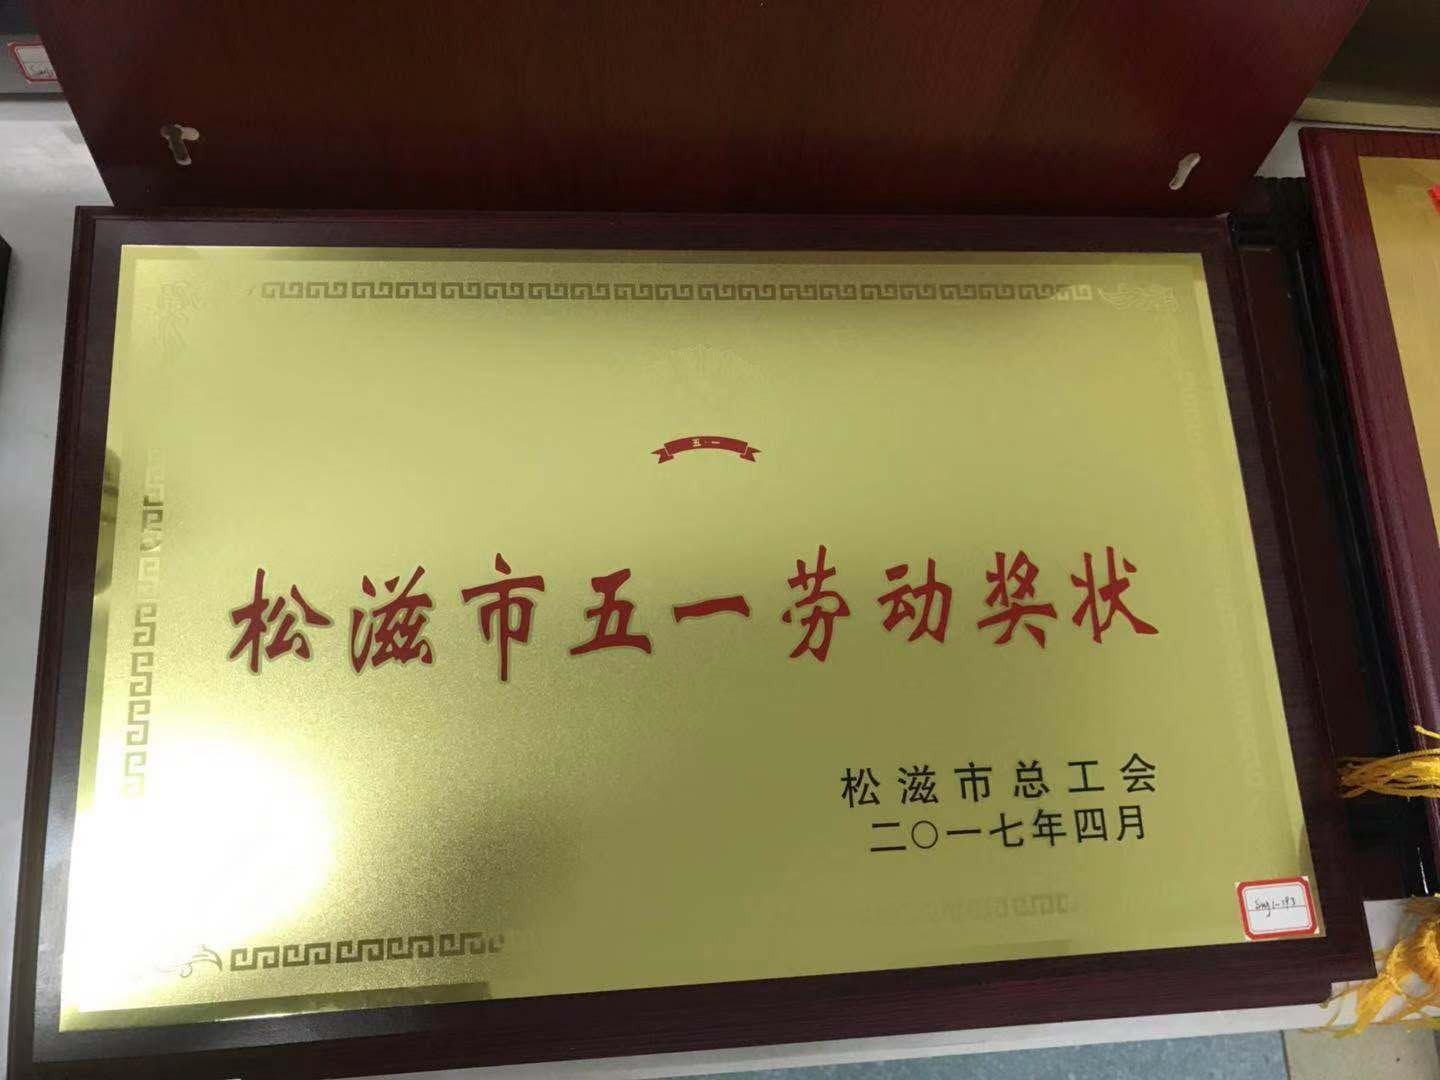 五·一
松滋市五一劳动奖状
松滋市总工会
二〇一七年四月